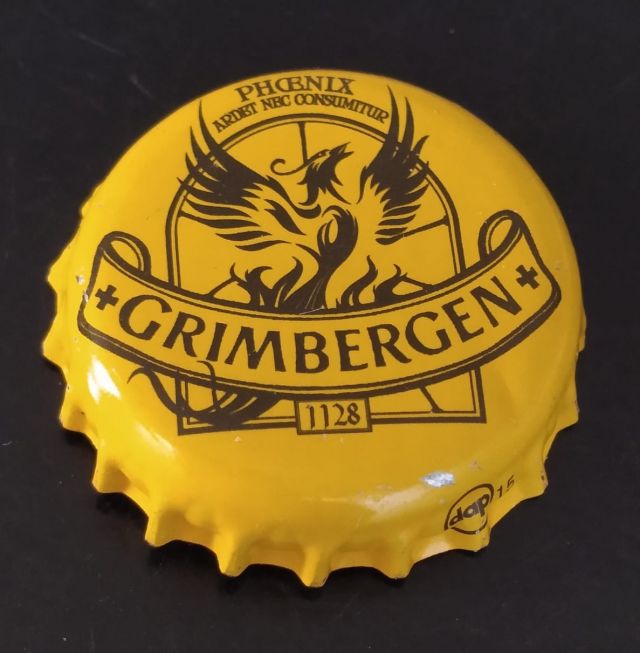 PHŒNIX
ARDET NEC CONSUMITUR
+GRIMBERGEN+
1128
dap 15